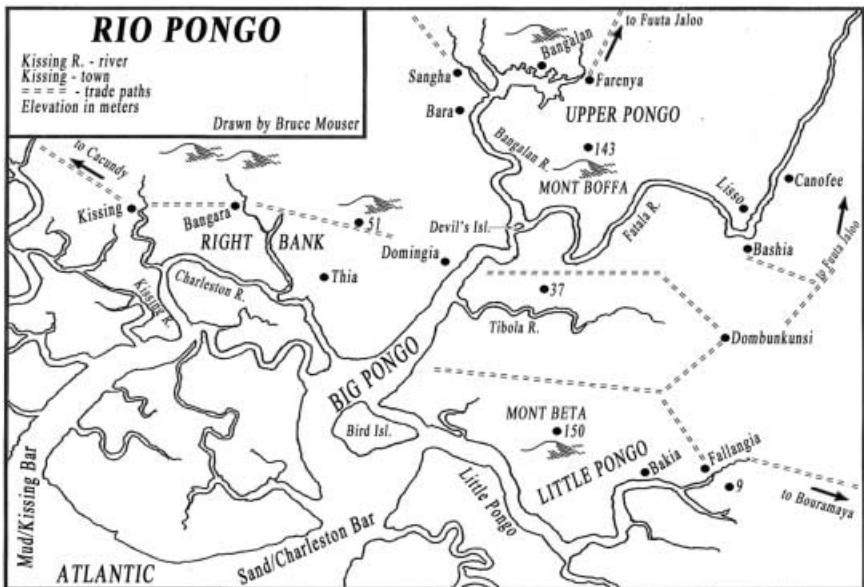 RIO PONGO
Kissing R. - river
Kissing - town
===== - trade paths
Elevation in meters
Drawn by Bruce Mouser
to Fuuta Jaloo
Bangalan
Sangha
Farenya
Bara
UPPER PONGO
Bangalan R.
143
MONT BOFFA
to Cacundy
Lisso
Canofee
Kissing
Bangara
51
Devil's Isl.
Fatala R.
RIGHT BANK
Domingia
Bashia
to Fuuta Jaloo
Thia
Charleston R.
Kissing R.
37
Tibola R.
Dombunkunsi
BIG PONGO
MONT BETA
150
Bird Isl.
LITTLE PONGO
Bakia
Fallangia
9
to Bouramaya
Little Pongo
Mud/Kissing Bar
Sand/Charleston Bar
ATLANTIC